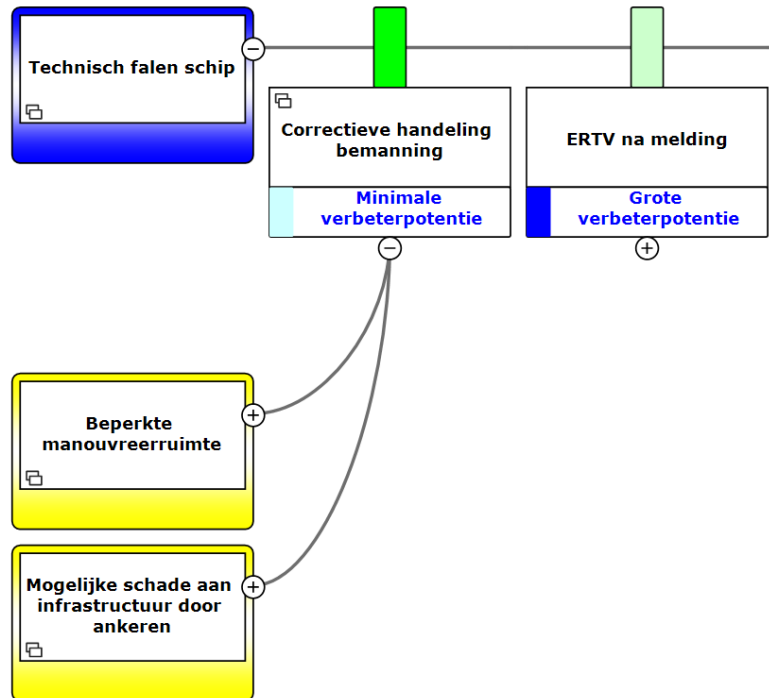 Technisch falen schip
Correctieve handeling
bemanning
Minimale
verbeterpotentie
ERTV na melding
Grote
verbeterpotentie
Beperkte
manouvreerruimte
Mogelijke schade aan
infrastructuur door
ankeren